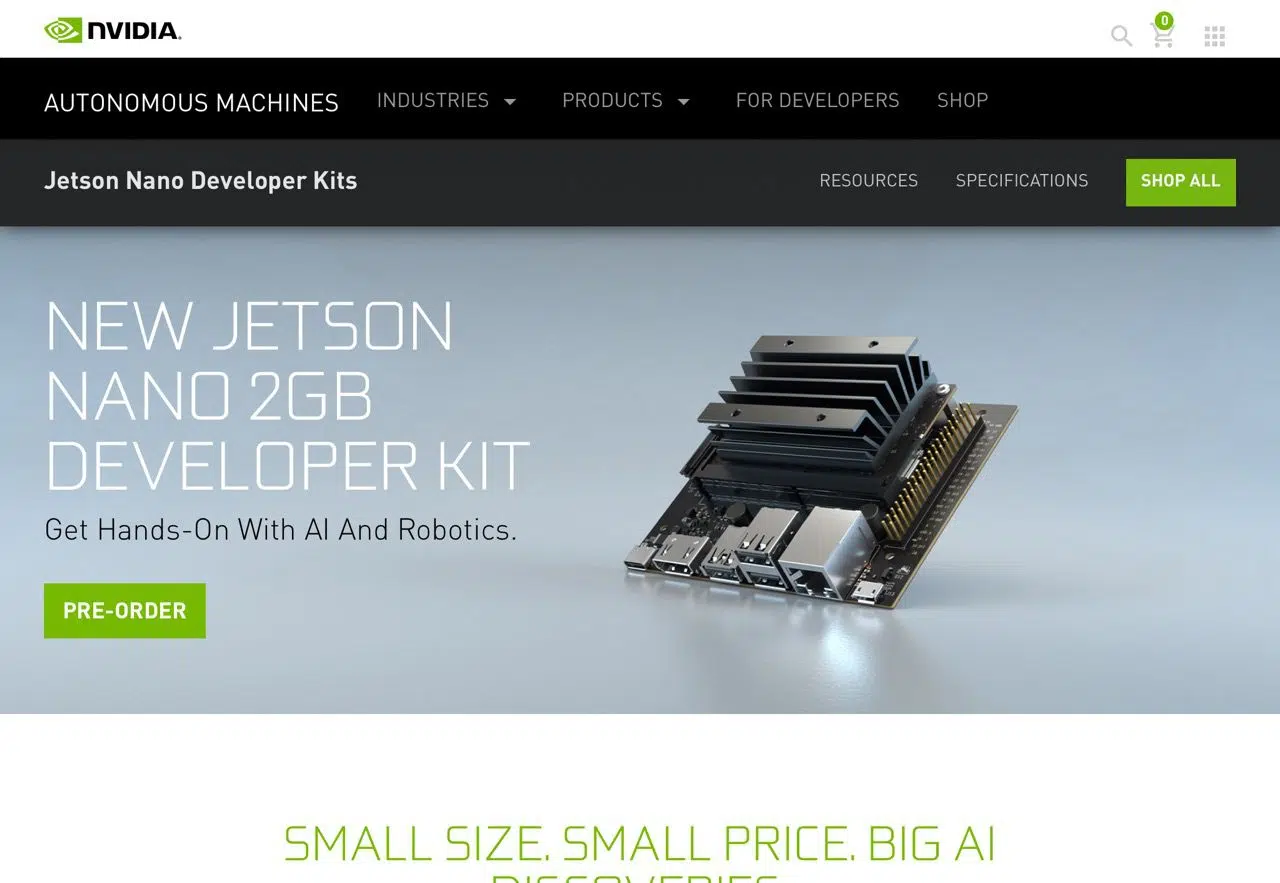 NVIDIA.
0
AUTONOMOUS MACHINES INDUSTRIES PRODUCTS FOR DEVELOPERS SHOP
Jetson Nano Developer Kits RESOURCES SPECIFICATIONS SHOP ALL
NEW JETSON
NANO 2GB
DEVELOPER KIT
Get Hands-On With AI And Robotics.
PRE-ORDER
SMALL SIZE. SMALL PRICE. BIG AI
DISCOVERIES